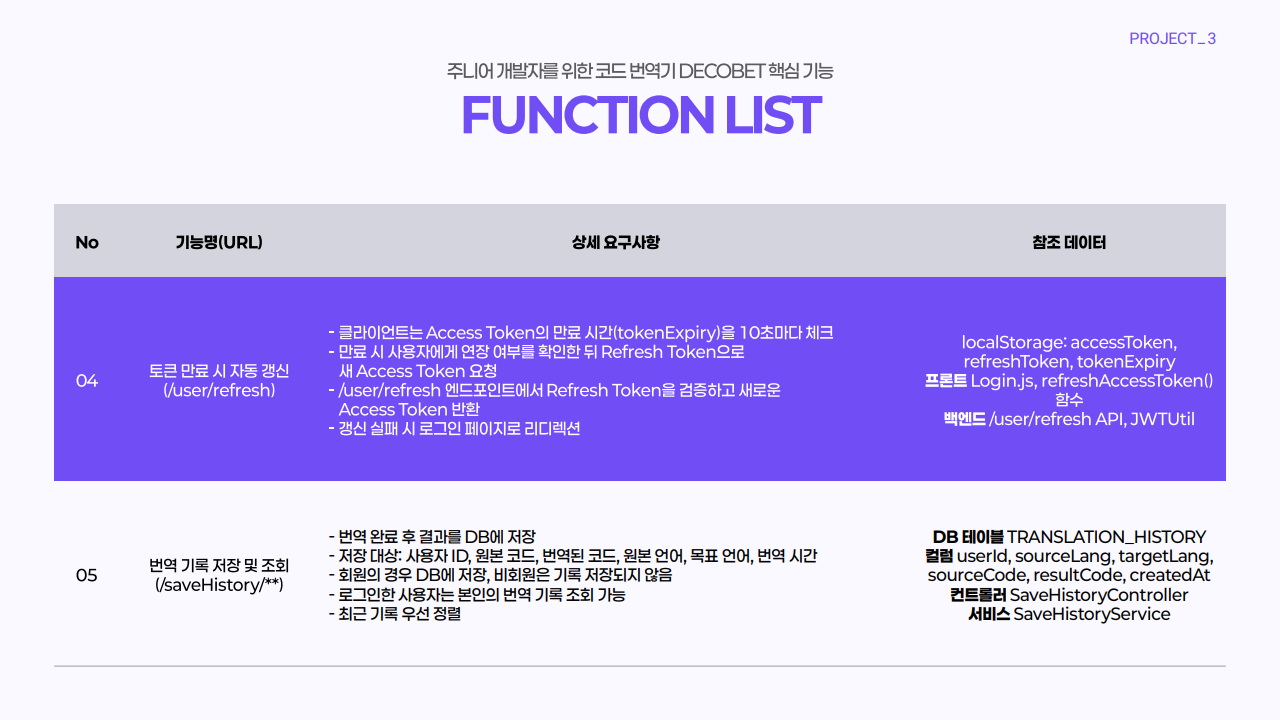 PROJECT_3
주니어 개발자를 위한 코드 번역기 DECOBET 핵심 기능
FUNCTION LIST
No 기능명(URL) 상세 요구사항 참조 데이터
04
토큰 만료 시 자동 갱신
(/user/refresh)
- 클라이언트는 Access Token의 만료 시간(tokenExpiry)을 10초마다 체크
- 만료 시 사용자에게 연장 여부를 확인한 뒤 Refresh Token으로
새 Access Token 요청
- /user/refresh 엔드포인트에서 Refresh Token을 검증하고 새로운
Access Token 반환
- 갱신 실패 시 로그인 페이지로 리디렉션
localStorage: accessToken,
refreshToken, tokenExpiry
프론트 Login.js, refreshAccessToken()
함수
백엔드 /user/refresh API, JWTUtil
05
번역 기록 저장 및 조회
(/saveHistory/**)
- 번역 완료 후 결과를 DB에 저장
- 저장 대상: 사용자 ID, 원본 코드, 번역된 코드, 원본 언어, 목표 언어, 번역 시간
- 회원의 경우 DB에 저장, 비회원은 기록 저장되지 않음
- 로그인한 사용자는 본인의 번역 기록 조회 가능
- 최근 기록 우선 정렬
DB 테이블 TRANSLATION_HISTORY
컬럼 userId, sourceLang, targetLang,
sourceCode, resultCode, createdAt
컨트롤러 SaveHistoryController
서비스 SaveHistoryService